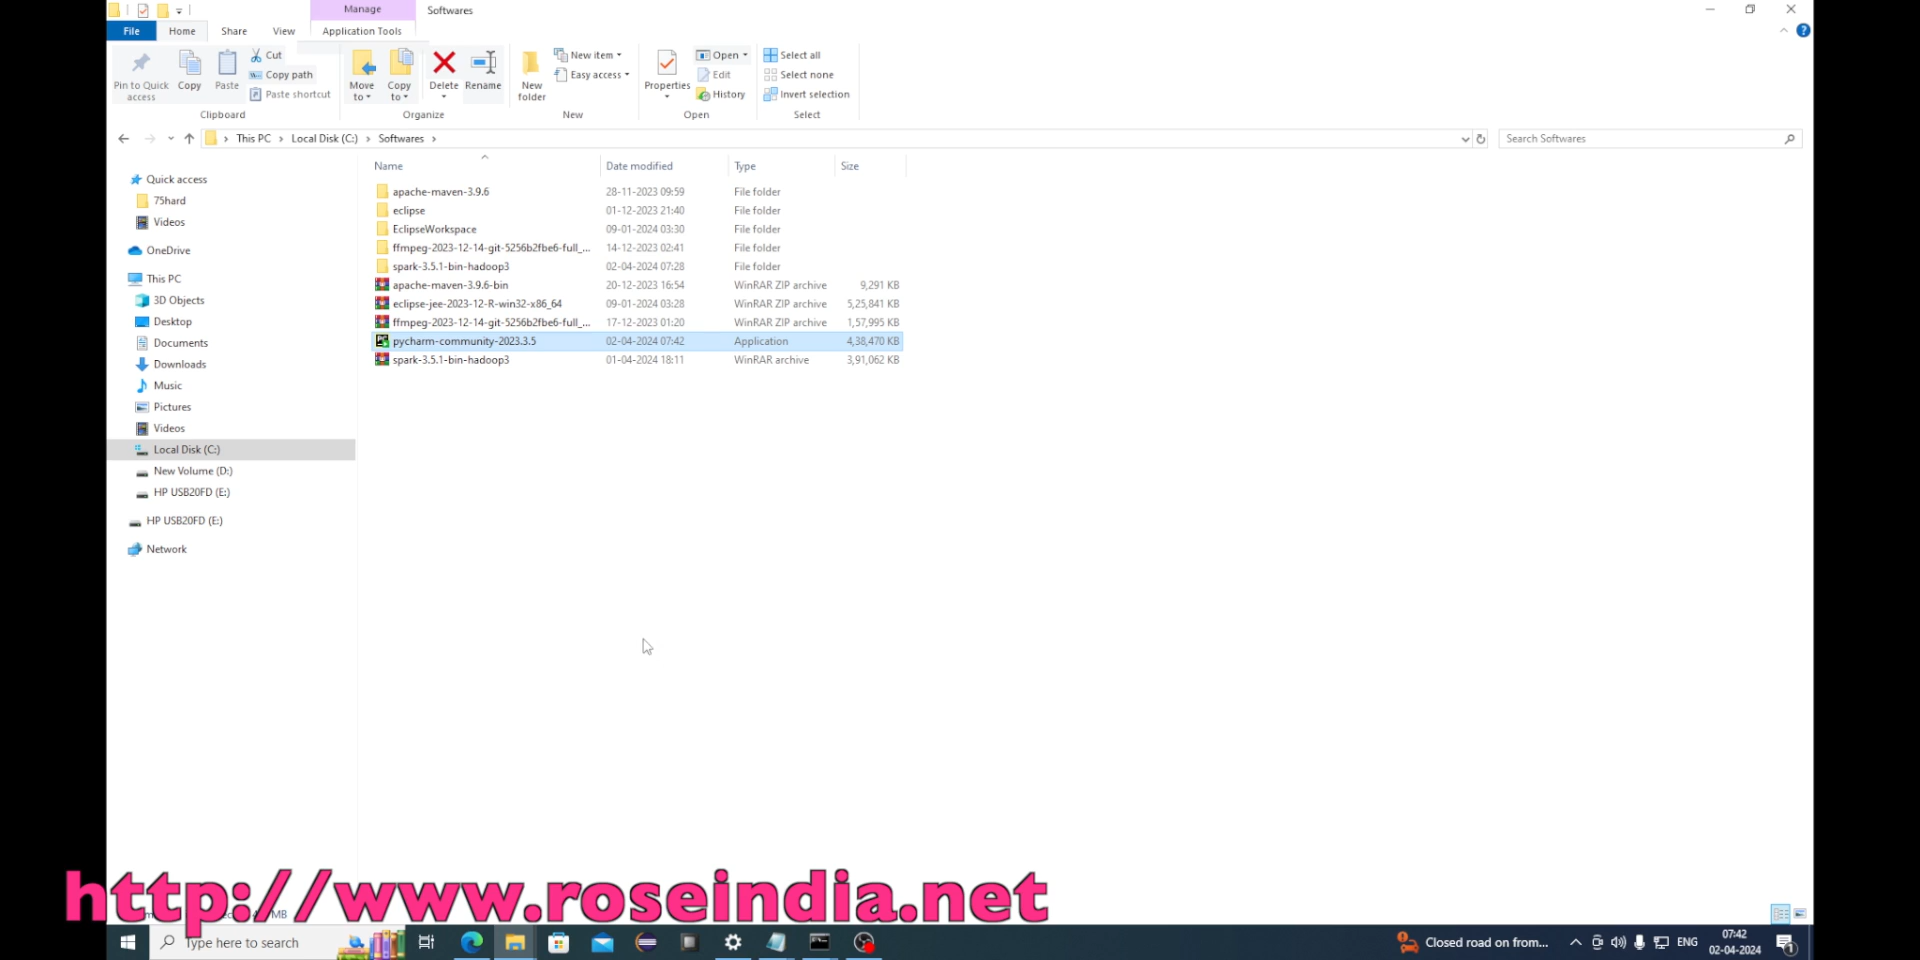 Manage Softwares
File Home Share View Application Tools
Pin to Quick access
Copy
Paste
Cut
Copy path
Paste shortcut
Clipboard
Move to
Copy to
Delete
Rename
Organize
New folder
New item
Easy access
New
Properties
Open
Edit
History
Open
Select all
Select none
Invert selection
Select
This PC > Local Disk (C:) > Softwares >
Search Softwares
Quick access
75hard
Videos
OneDrive
This PC
3D Objects
Desktop
Documents
Downloads
Music
Pictures
Videos
Local Disk (C:)
New Volume (D:)
HP USB20FD (E:)
HP USB20FD (E:)
Network
Name Date modified Type Size
apache-maven-3.9.6 28-11-2023 09:59 File folder
eclipse 01-12-2023 21:40 File folder
EclipseWorkspace 09-01-2024 03:30 File folder
ffmpeg-2023-12-14-git-5256b2fbe6-full_... 14-12-2023 02:41 File folder
spark-3.5.1-bin-hadoop3 02-04-2024 07:28 File folder
apache-maven-3.9.6-bin 20-12-2023 16:54 WinRAR ZIP archive 9,291 KB
eclipse-jee-2023-12-R-win32-x86_64 09-01-2024 03:28 WinRAR ZIP archive 5,25,841 KB
ffmpeg-2023-12-14-git-5256b2fbe6-full_... 17-12-2023 01:20 WinRAR ZIP archive 1,57,995 KB
pycharm-community-2023.3.5 02-04-2024 07:42 Application 4,38,470 KB
spark-3.5.1-bin-hadoop3 01-04-2024 18:11 WinRAR archive 3,91,062 KB
http://www.roseindia.net
MB
Type here to search
Closed road on from...
ENG
07:42
02-04-2024